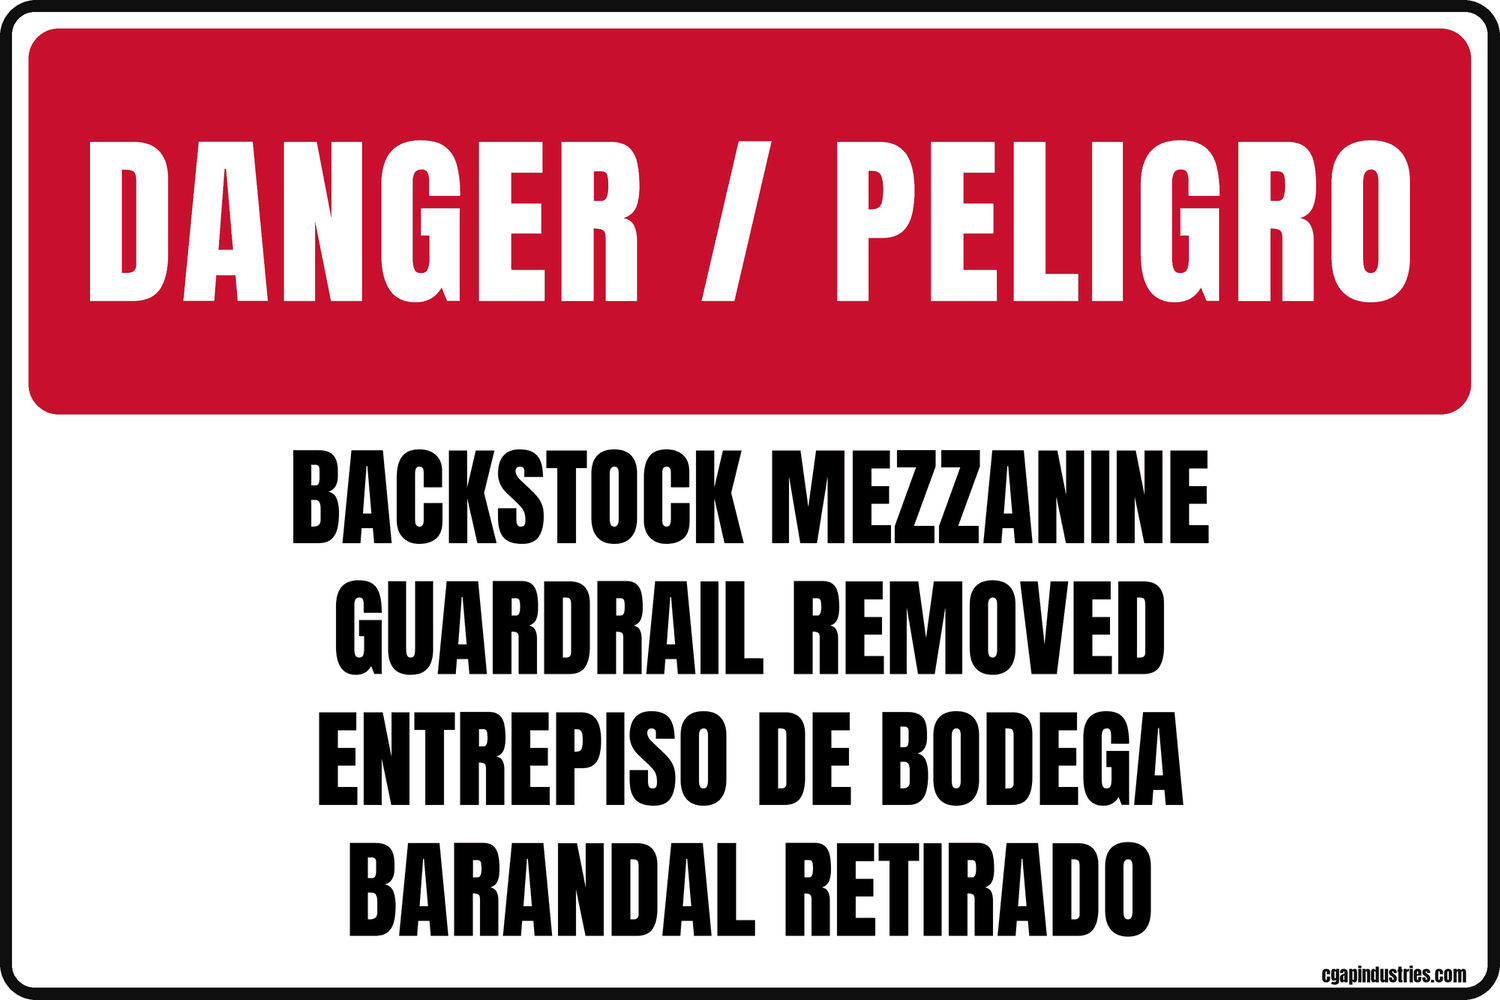 DANGER / PELIGRO
BACKSTOCK MEZZANINE
GUARDRAIL REMOVED
ENTREPISO DE BODEGA
BARANDAL RETIRADO
cgapindustries.com